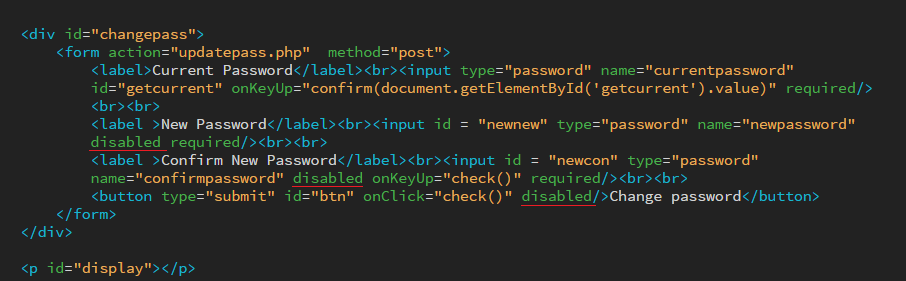 <div id="changepass">
    <form action="updatepass.php"  method="post">
        <label>Current Password</label><br><input type="password" name="currentpassword"
        id="getcurrent" onKeyUp="confirm(document.getElementById('getcurrent').value)" required/>
        <br><br>
        <label >New Password</label><br><input id = "newnew" type="password" name="newpassword"
        disabled required/><br><br>
        <label >Confirm New Password</label><br><input id = "newcon" type="password"
        name="confirmpassword" disabled onKeyUp="check()" required/><br><br>
        <button type="submit" id="btn" onClick="check()" disabled/>Change password</button>
    </form>
</div>

<p id="display"></p>